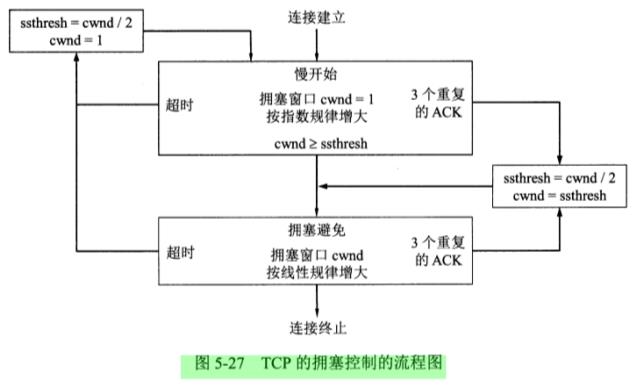 连接建立
ssthresh = cwnd / 2
cwnd = 1
慢开始
超时
拥塞窗口 cwnd = 1
按指数规律增大
3 个重复
的 ACK
cwnd ≥ ssthresh
ssthresh = cwnd / 2
cwnd = ssthresh
拥塞避免
超时
拥塞窗口 cwnd
按线性规律增大
3 个重复
的 ACK
连接终止
图 5-27 TCP 的拥塞控制的流程图